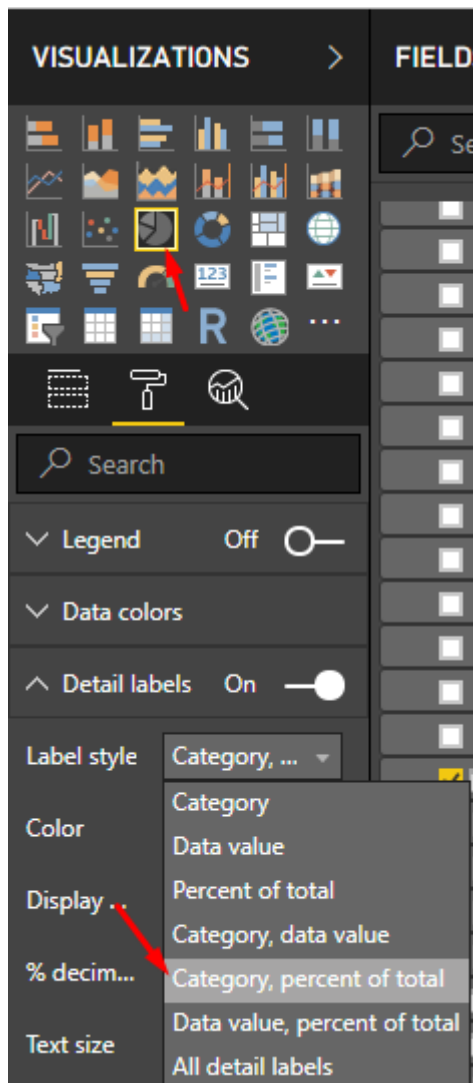 VISUALIZATIONS > FIELD
Se
123
R
...
Search
Legend Off
Data colors
Detail labels On
Label style Category, ...
Category
Color
Data value
Percent of total
Display ...
Category, data value
% decim...
Category, percent of total
Data value, percent of total
Text size
All detail labels